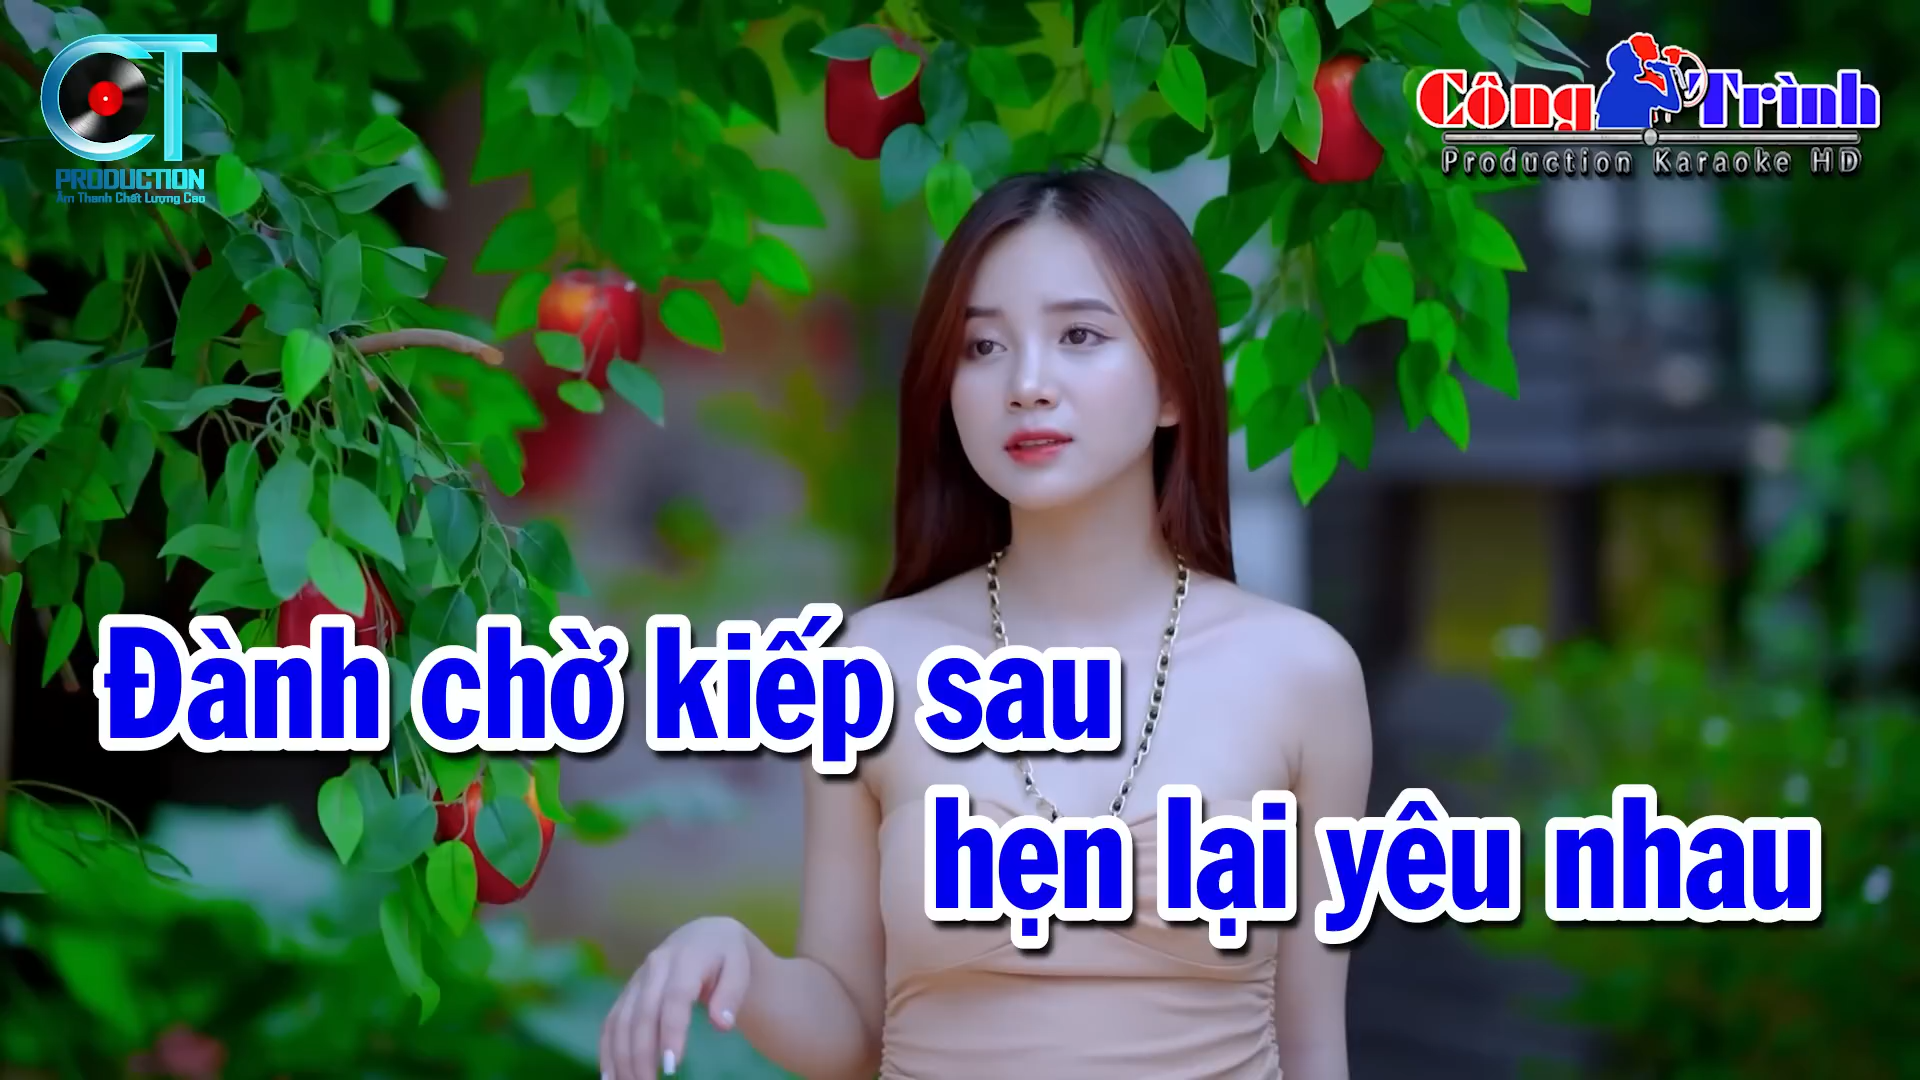 CT
PRODUCTION
Âm Thanh Chất Lượng Cao
Công Trình
Production Karaoke HD
Đành chờ kiếp sau
hẹn lại yêu nhau